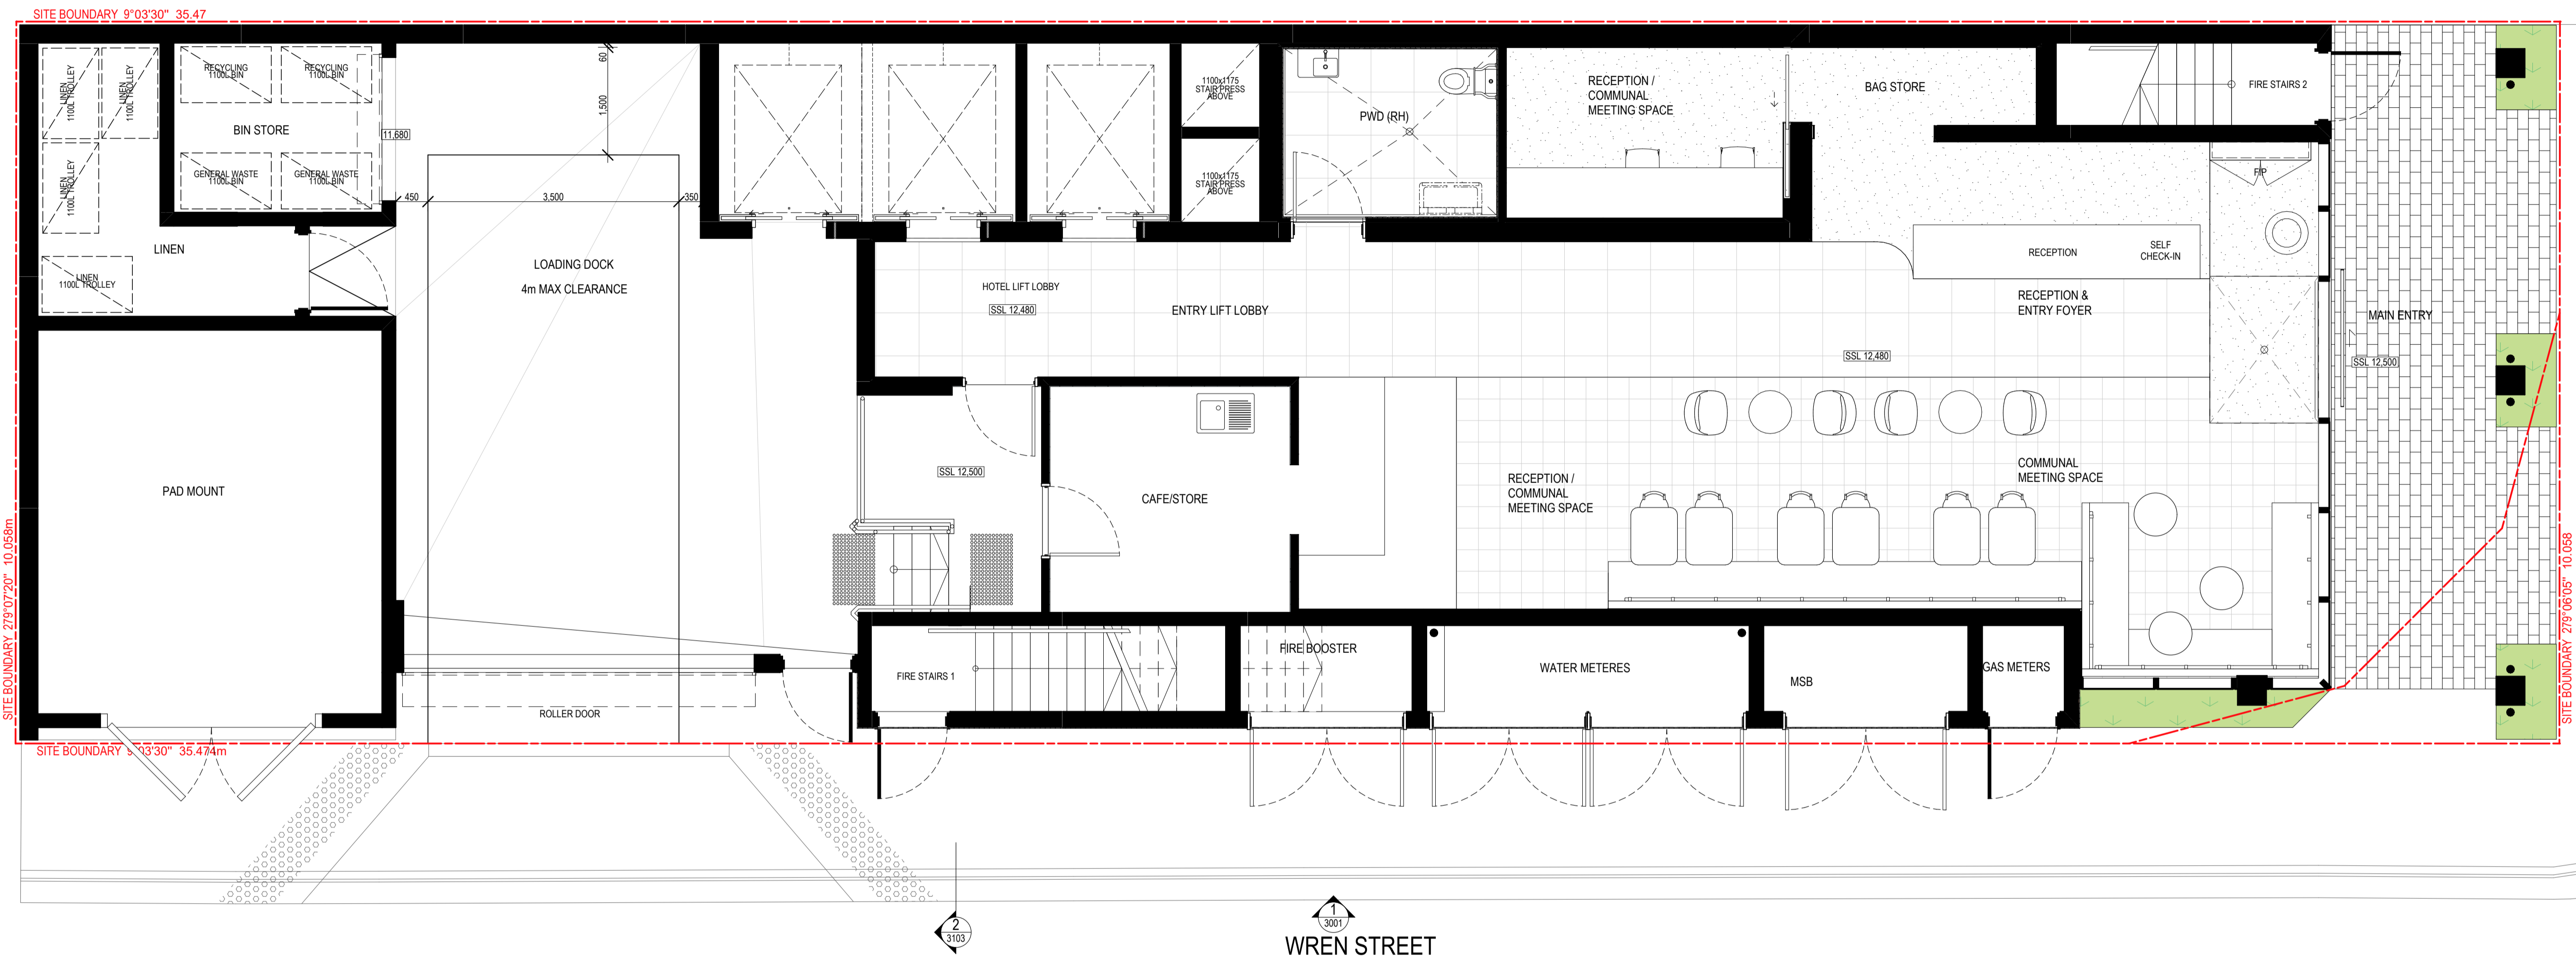 SITE BOUNDARY 9°03'30" 35.47
LINEN
1100L TROLLEY
LINEN
1100L TROLLEY
LINEN
1100L TROLLEY
LINEN
1100L TROLLEY
LINEN
RECYCLING
1100L BIN
RECYCLING
1100L BIN
BIN STORE
GENERAL WASTE
1100L BIN
GENERAL WASTE
1100L BIN
11,680
450
3,500
350
60
1,500
LOADING DOCK
4m MAX CLEARANCE
PAD MOUNT
ROLLER DOOR
1100x1175
STAIR PRESS
ABOVE
1100x1175
STAIR PRESS
ABOVE
PWD (RH)
RECEPTION /
COMMUNAL
MEETING SPACE
BAG STORE
FIRE STAIRS 2
FIP
RECEPTION
SELF
CHECK-IN
HOTEL LIFT LOBBY
SSL 12,480
ENTRY LIFT LOBBY
RECEPTION &
ENTRY FOYER
SSL 12,480
MAIN ENTRY
SSL 12,500
SSL 12,500
CAFE/STORE
RECEPTION /
COMMUNAL
MEETING SPACE
COMMUNAL
MEETING SPACE
FIRE STAIRS 1
FIRE BOOSTER
WATER METERES
MSB
GAS METERS
SITE BOUNDARY 279°07'20" 10.058m
SITE BOUNDARY 9°03'30" 35.474m
SITE BOUNDARY 279°06'05" 10.058
2
3103
1
3001
WREN STREET